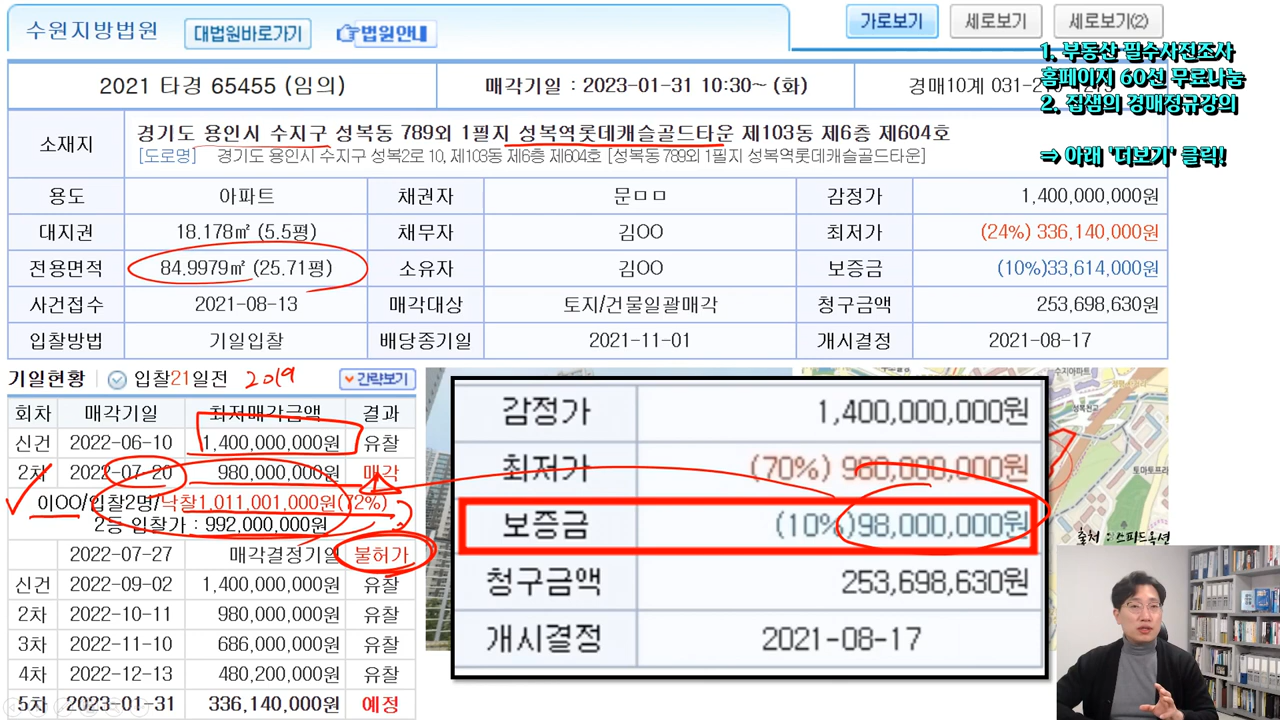 수원지방법원 대법원바로가기 법원안내 가로보기 세로보기 세로보기(2)
1. 부동산 필수사전조사
홈페이지 60선 무료나눔
2. 집샘의 경매정규강의
⇒ 아래 '더보기' 클릭!
2021 타경 65455 (임의) 매각기일 : 2023-01-31 10:30~ (화) 경매10계
소재지 경기도 용인시 수지구 성복동 789외 1필지 성복역롯데캐슬골드타운 제103동 제6층 제604호
[도로명] 경기도 용인시 수지구 성복2로 10, 제103동 제6층 제604호 [성복동 789외 1필지 성복역롯데캐슬골드타운]
용도 아파트 채권자 문ㅁㅁ 감정가 1,400,000,000원
대지권 18.178㎡ (5.5평) 채무자 김OO 최저가 (24%) 336,140,000원
전용면적 84.9979㎡ (25.71평) 소유자 김OO 보증금 (10%)33,614,000원
사건접수 2021-08-13 매각대상 토지/건물일괄매각 청구금액 253,698,630원
입찰방법 기일입찰 배당종기일 2021-11-01 개시결정 2021-08-17
기일현황 입찰21일전 2019 간략보기
회차 매각기일 최저매각금액 결과
신건 2022-06-10 1,400,000,000원 유찰
2차 2022-07-20 980,000,000원 매각
이OO/입찰2명/낙찰1,011,001,000원(72%)
2등 입찰가 : 992,000,000원
2022-07-27 매각결정기일 불허가
신건 2022-09-02 1,400,000,000원 유찰
2차 2022-10-11 980,000,000원 유찰
3차 2022-11-10 686,000,000원 유찰
4차 2022-12-13 480,200,000원 유찰
5차 2023-01-31 336,140,000원 예정
감정가 1,400,000,000원
최저가 (70%) 980,000,000원
보증금 (10%)98,000,000원
청구금액 253,698,630원
개시결정 2021-08-17
수지아파트
성복천교
토마토프라
출처 : 스피드옥션